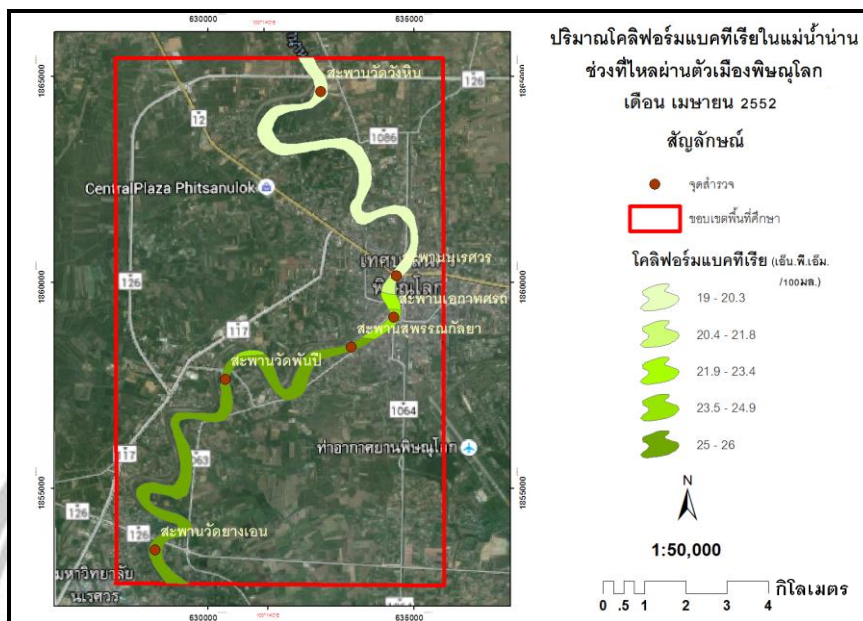 630000 635000
1865000 1865000
1860000 1860000
1855000 1855000
630000 635000
น่าน
สะพานวัดวังหิน
126
12
1086
CentralPlaza Phitsanulok
สะพานนเรศวร
126
สะพานเอกาทศรถ
117
สะพานสุพรรณกัลยา
สะพานวัดพันปี
1064
ท่าอากาศยานพิษณุโลก
117
063
126
126
สะพานวัดยางเอน
มหาวิทยาลัย
นเรศวร
ปริมาณโคลิฟอร์มแบคทีเรียในแม่น้ำน่าน
ช่วงที่ไหลผ่านตัวเมืองพิษณุโลก
เดือน เมษายน 2552
สัญลักษณ์
จุดสำรวจ
ขอบเขตพื้นที่ศึกษา
โคลิฟอร์มแบคทีเรีย (เอ็น.พี.เอ็ม.
/100มล.)
19 - 20.3
20.4 - 21.8
21.9 - 23.4
23.5 - 24.9
25 - 26
N
1:50,000
กิโลเมตร
0 .5 1 2 3 4